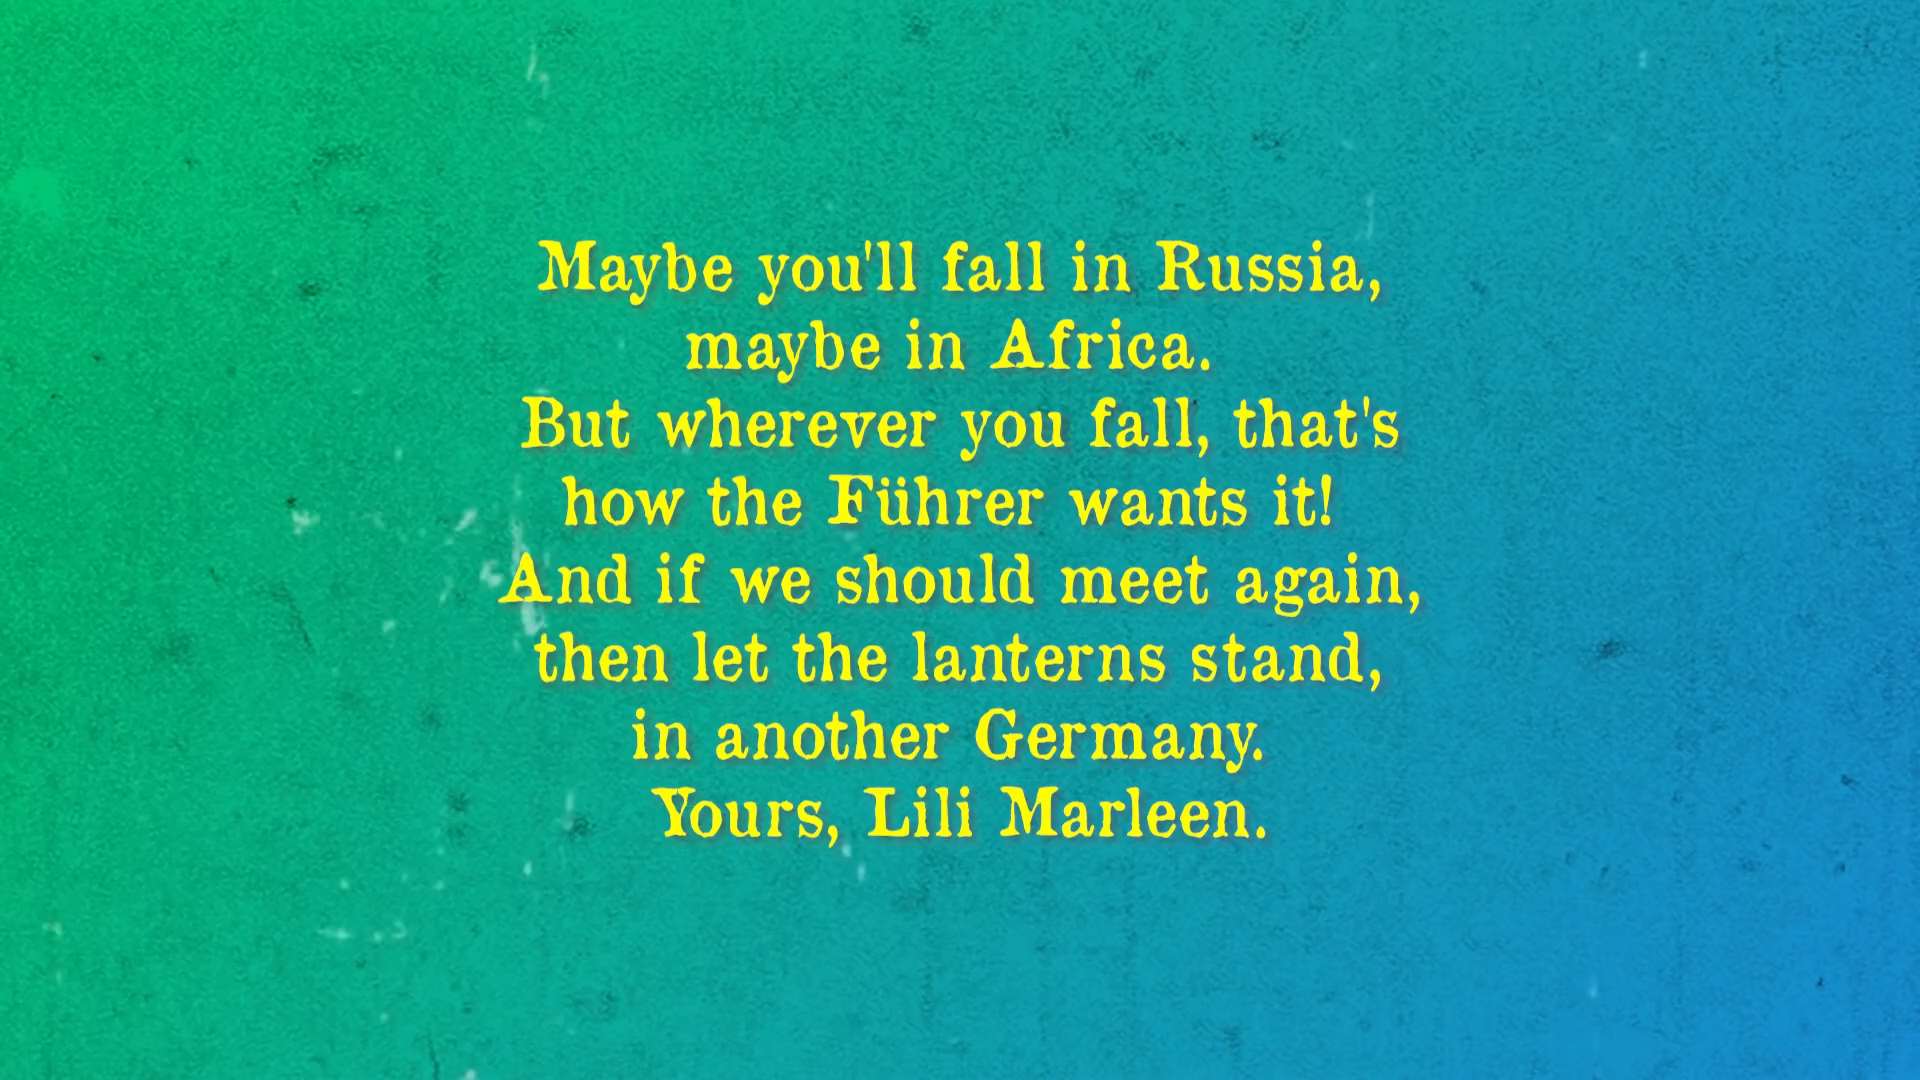 Maybe you'll fall in Russia,
maybe in Africa.
But wherever you fall, that's
how the Führer wants it!
And if we should meet again,
then let the lanterns stand,
in another Germany.
Yours, Lili Marleen.